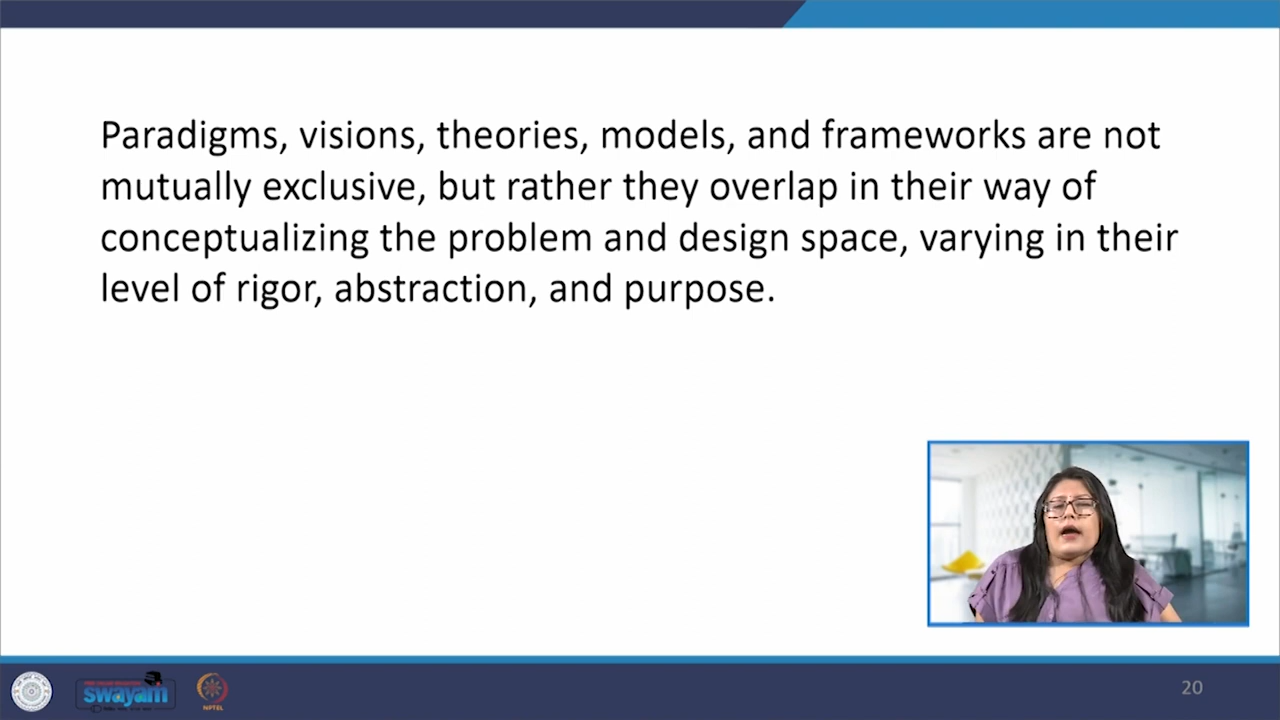 Paradigms, visions, theories, models, and frameworks are not
mutually exclusive, but rather they overlap in their way of
conceptualizing the problem and design space, varying in their
level of rigor, abstraction, and purpose.
swayam
NPTEL
20